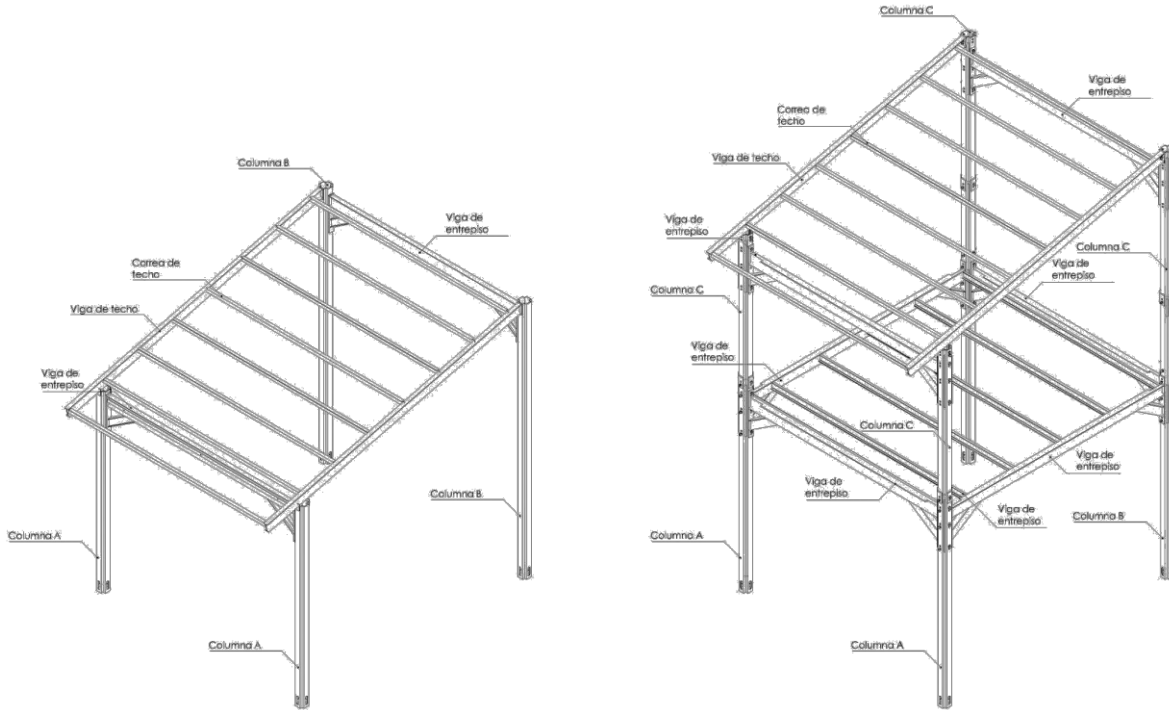 Columna B
Viga de
entrepiso
Correa de
techo
Viga de techo
Viga de
entrepiso
Columna B
Columna A
Columna A
Columna C
Viga de
entrepiso
Correa de
techo
Viga de techo
Viga de
entrepiso
Columna C
Viga de
entrepiso
Columna C
Viga de
entrepiso
Columna C
Viga de
entrepiso
Viga de
entrepiso
Viga de
entrepiso
Columna B
Columna A
Columna A